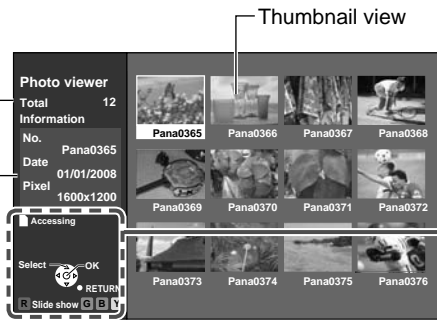 Thumbnail view
Photo viewer
Total 12
Information
No.
Pana0365
Date
01/01/2008
Pixel
1600x1200
Accessing
Select OK
RETURN
R Slide show G B Y
Pana0365 Pana0366 Pana0367 Pana0368
Pana0369 Pana0370 Pana0371 Pana0372
Pana0373 Pana0374 Pana0375 Pana0376